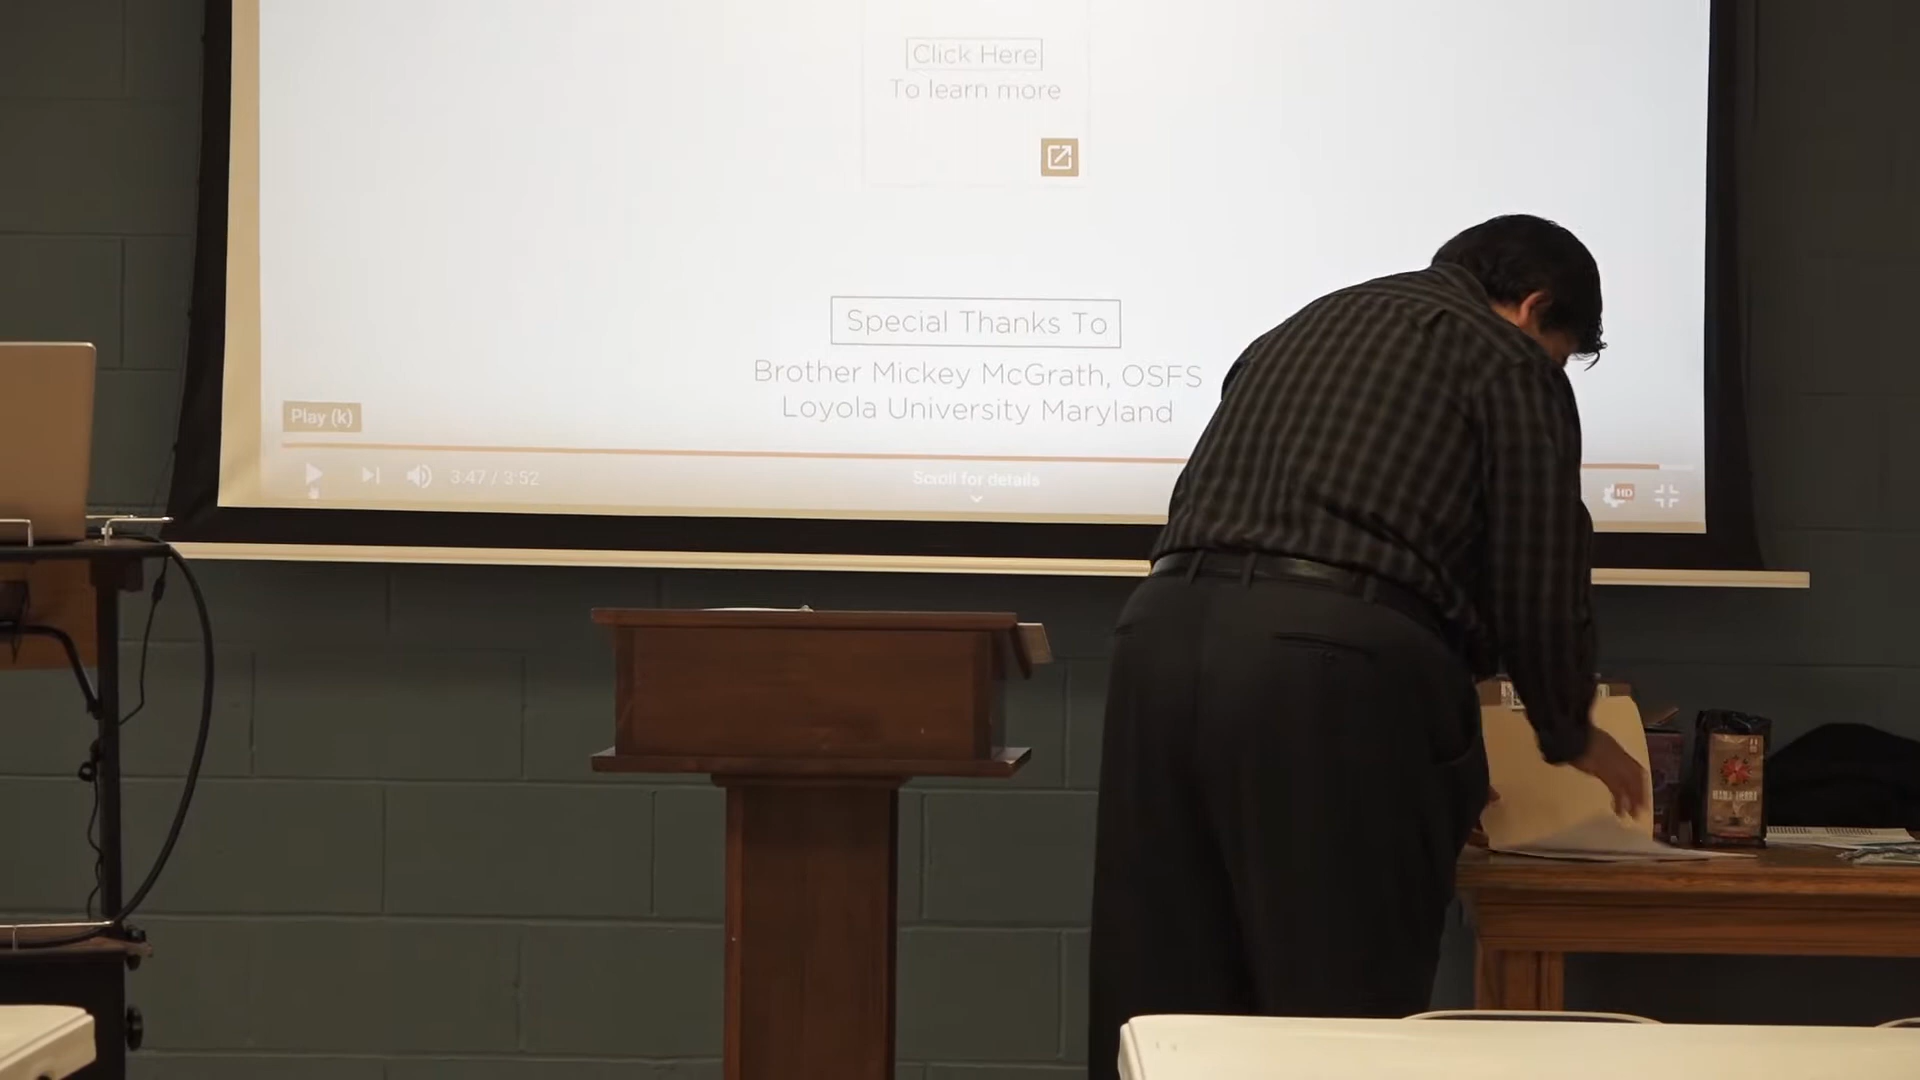 Click Here
To learn more
Special Thanks To
Brother Mickey McGrath, OSFS
Loyola University Maryland
Play (k)
3:47 / 3:52
Scroll for details
HD